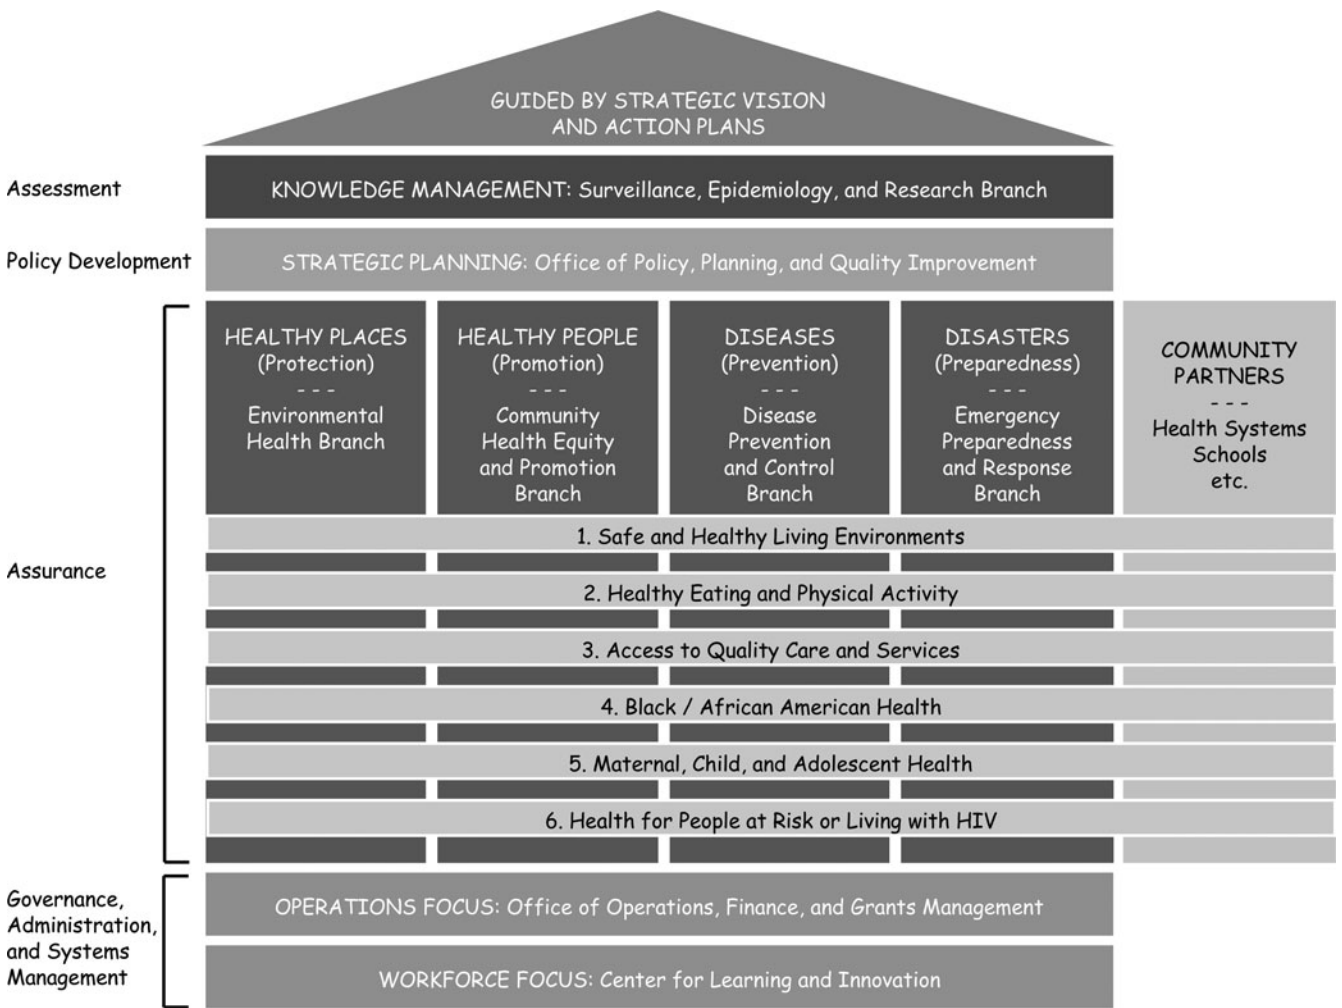 GUIDED BY STRATEGIC VISION
AND ACTION PLANS
Assessment
KNOWLEDGE MANAGEMENT: Surveillance, Epidemiology, and Research Branch
Policy Development
STRATEGIC PLANNING: Office of Policy, Planning, and Quality Improvement
Assurance
HEALTHY PLACES
(Protection)
- - -
Environmental
Health Branch
HEALTHY PEOPLE
(Promotion)
- - -
Community
Health Equity
and Promotion
Branch
DISEASES
(Prevention)
- - -
Disease
Prevention
and Control
Branch
DISASTERS
(Preparedness)
- - -
Emergency
Preparedness
and Response
Branch
COMMUNITY
PARTNERS
- - -
Health Systems
Schools
etc.
1. Safe and Healthy Living Environments
2. Healthy Eating and Physical Activity
3. Access to Quality Care and Services
4. Black / African American Health
5. Maternal, Child, and Adolescent Health
6. Health for People at Risk or Living with HIV
Governance,
Administration,
and Systems
Management
OPERATIONS FOCUS: Office of Operations, Finance, and Grants Management
WORKFORCE FOCUS: Center for Learning and Innovation